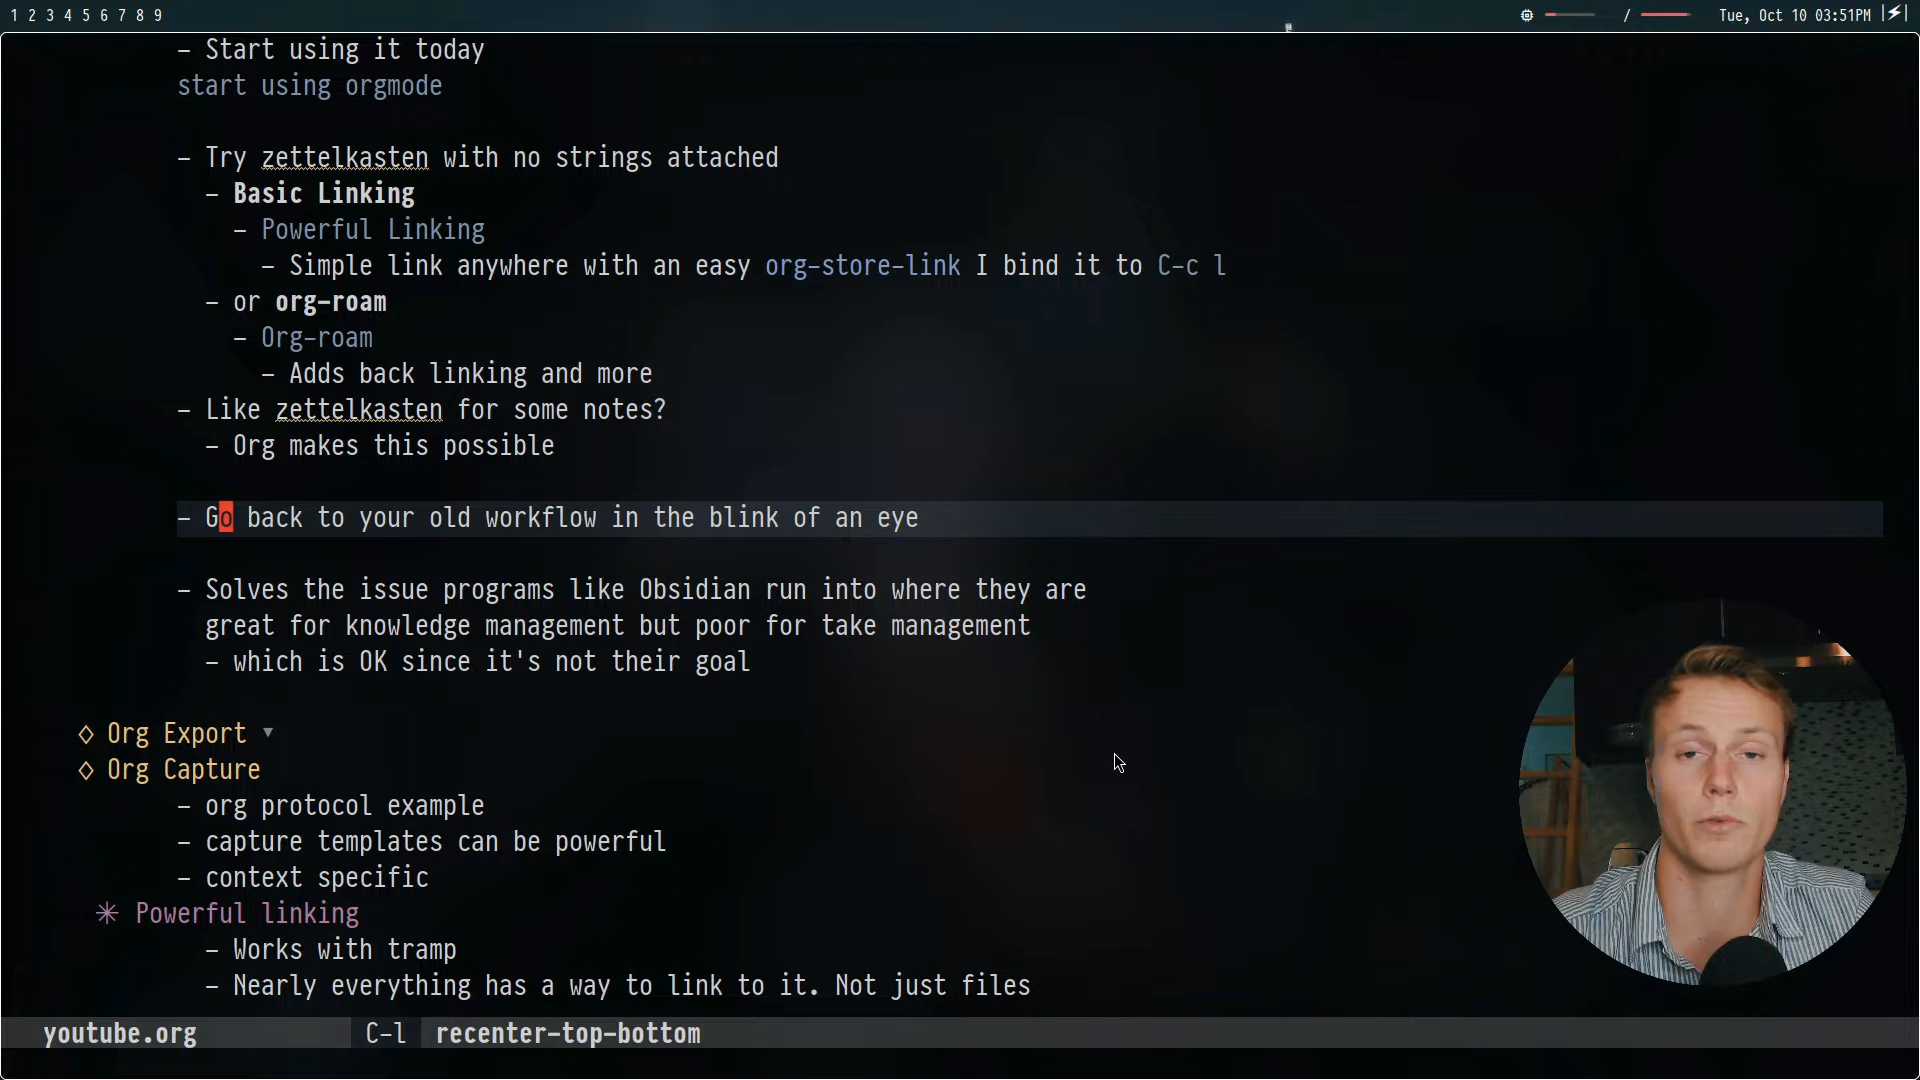 1 2 3 4 5 6 7 8 9
/
Tue, Oct 10 03:51PM
– Start using it today
start using orgmode
– Try zettelkasten with no strings attached
– Basic Linking
– Powerful Linking
– Simple link anywhere with an easy org-store-link I bind it to C-c l
– or org-roam
– Org-roam
– Adds back linking and more
– Like zettelkasten for some notes?
– Org makes this possible
– Go back to your old workflow in the blink of an eye
– Solves the issue programs like Obsidian run into where they are
great for knowledge management but poor for take management
– which is OK since it's not their goal
◊ Org Export ▾
◊ Org Capture
– org protocol example
– capture templates can be powerful
– context specific
✳ Powerful linking
– Works with tramp
– Nearly everything has a way to link to it. Not just files
youtube.org C-l recenter-top-bottom